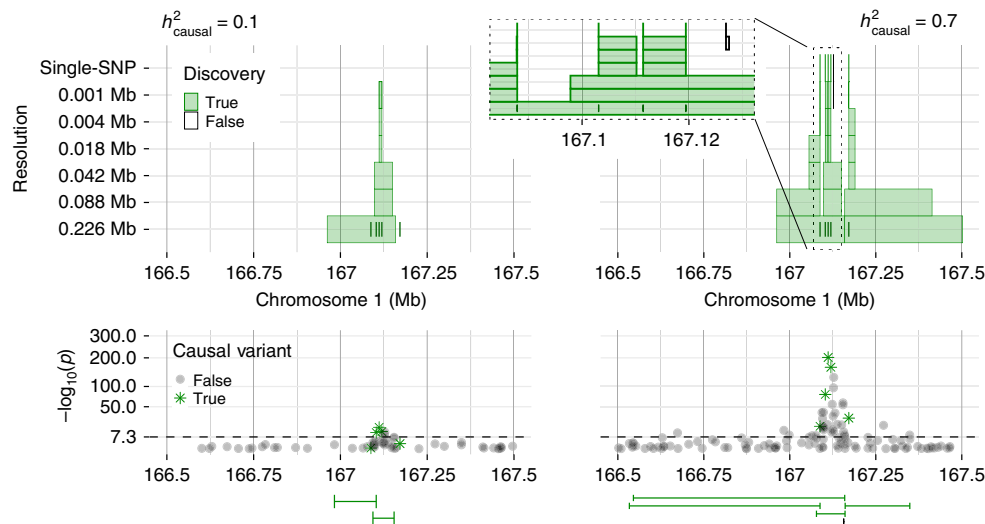 h²causal = 0.1
h²causal = 0.7
Resolution
Single-SNP
0.001 Mb
0.004 Mb
0.018 Mb
0.042 Mb
0.088 Mb
0.226 Mb
Discovery
True
False
167.1 167.12
166.5 166.75 167 167.25 167.5
Chromosome 1 (Mb)
166.5 166.75 167 167.25 167.5
Chromosome 1 (Mb)
−log10(p)
300.0
200.0
100.0
50.0
7.3
Causal variant
False
True
166.5 166.75 167 167.25 167.5
166.5 166.75 167 167.25 167.5